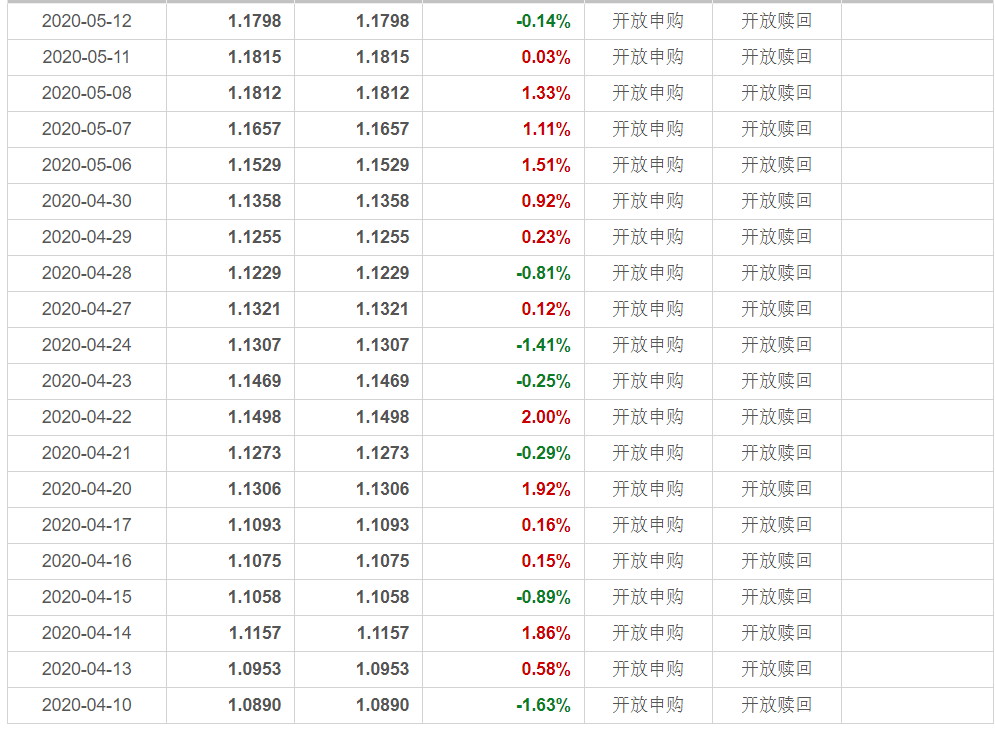 2020-05-12 1.1798 1.1798 -0.14% 开放申购 开放赎回
2020-05-11 1.1815 1.1815 0.03% 开放申购 开放赎回
2020-05-08 1.1812 1.1812 1.33% 开放申购 开放赎回
2020-05-07 1.1657 1.1657 1.11% 开放申购 开放赎回
2020-05-06 1.1529 1.1529 1.51% 开放申购 开放赎回
2020-04-30 1.1358 1.1358 0.92% 开放申购 开放赎回
2020-04-29 1.1255 1.1255 0.23% 开放申购 开放赎回
2020-04-28 1.1229 1.1229 -0.81% 开放申购 开放赎回
2020-04-27 1.1321 1.1321 0.12% 开放申购 开放赎回
2020-04-24 1.1307 1.1307 -1.41% 开放申购 开放赎回
2020-04-23 1.1469 1.1469 -0.25% 开放申购 开放赎回
2020-04-22 1.1498 1.1498 2.00% 开放申购 开放赎回
2020-04-21 1.1273 1.1273 -0.29% 开放申购 开放赎回
2020-04-20 1.1306 1.1306 1.92% 开放申购 开放赎回
2020-04-17 1.1093 1.1093 0.16% 开放申购 开放赎回
2020-04-16 1.1075 1.1075 0.15% 开放申购 开放赎回
2020-04-15 1.1058 1.1058 -0.89% 开放申购 开放赎回
2020-04-14 1.1157 1.1157 1.86% 开放申购 开放赎回
2020-04-13 1.0953 1.0953 0.58% 开放申购 开放赎回
2020-04-10 1.0890 1.0890 -1.63% 开放申购 开放赎回